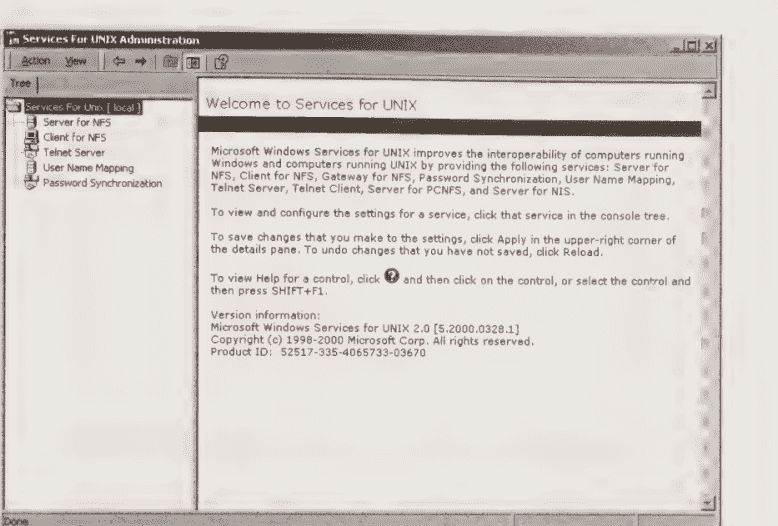 Services For UNIX Administration
Action View
Tree
Services For Unix [ local ]
Server for NFS
Client for NFS
Telnet Server
User Name Mapping
Password Synchronization
Welcome to Services for UNIX
Microsoft Windows Services for UNIX improves the interoperability of computers running
Windows and computers running UNIX by providing the following services: Server for
NFS, Client for NFS, Gateway for NFS, Password Synchronization, User Name Mapping,
Telnet Server, Telnet Client, Server for PCNFS, and Server for NIS.
To view and configure the settings for a service, click that service in the console tree.
To save changes that you make to the settings, click Apply in the upper-right corner of
the details pane. To undo changes that you have not saved, click Reload.
To view Help for a control, click ? and then click on the control, or select the control and
then press SHIFT+F1.
Version information:
Microsoft Windows Services for UNIX 2.0 [5.2000.0328.1]
Copyright (c) 1998-2000 Microsoft Corp. All rights reserved.
Product ID: 52517-335-4065733-03670
Done